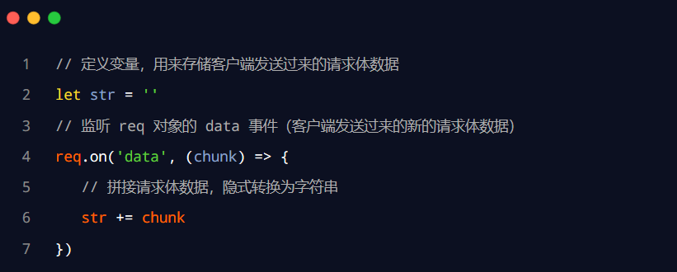 1 // 定义变量，用来存储客户端发送过来的请求体数据
2 let str = ''
3 // 监听 req 对象的 data 事件（客户端发送过来的新的请求体数据）
4 req.on('data', (chunk) => {
5 // 拼接请求体数据，隐式转换为字符串
6 str += chunk
7 })